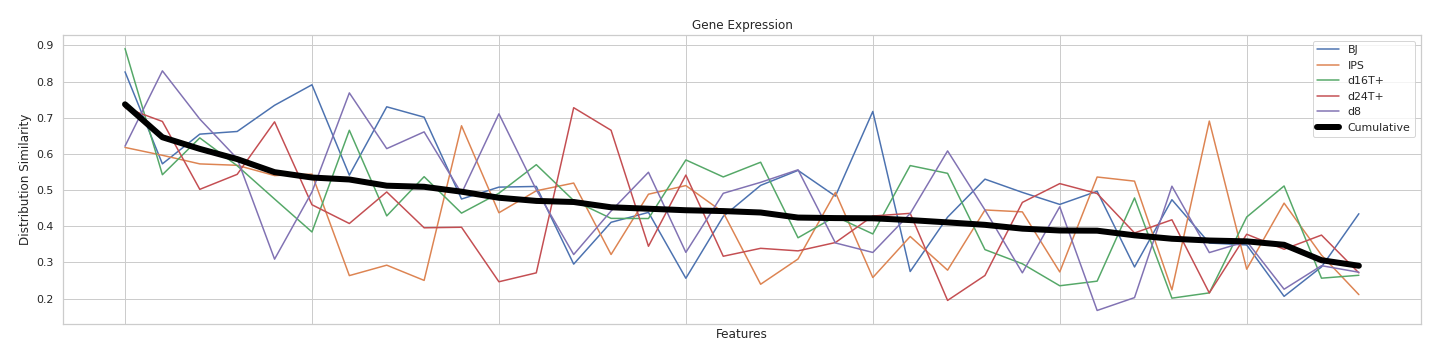 Gene Expression
Distribution Similarity
0.9
0.8
0.7
0.6
0.5
0.4
0.3
0.2
BJ
IPS
d16T+
d24T+
d8
Cumulative
Features